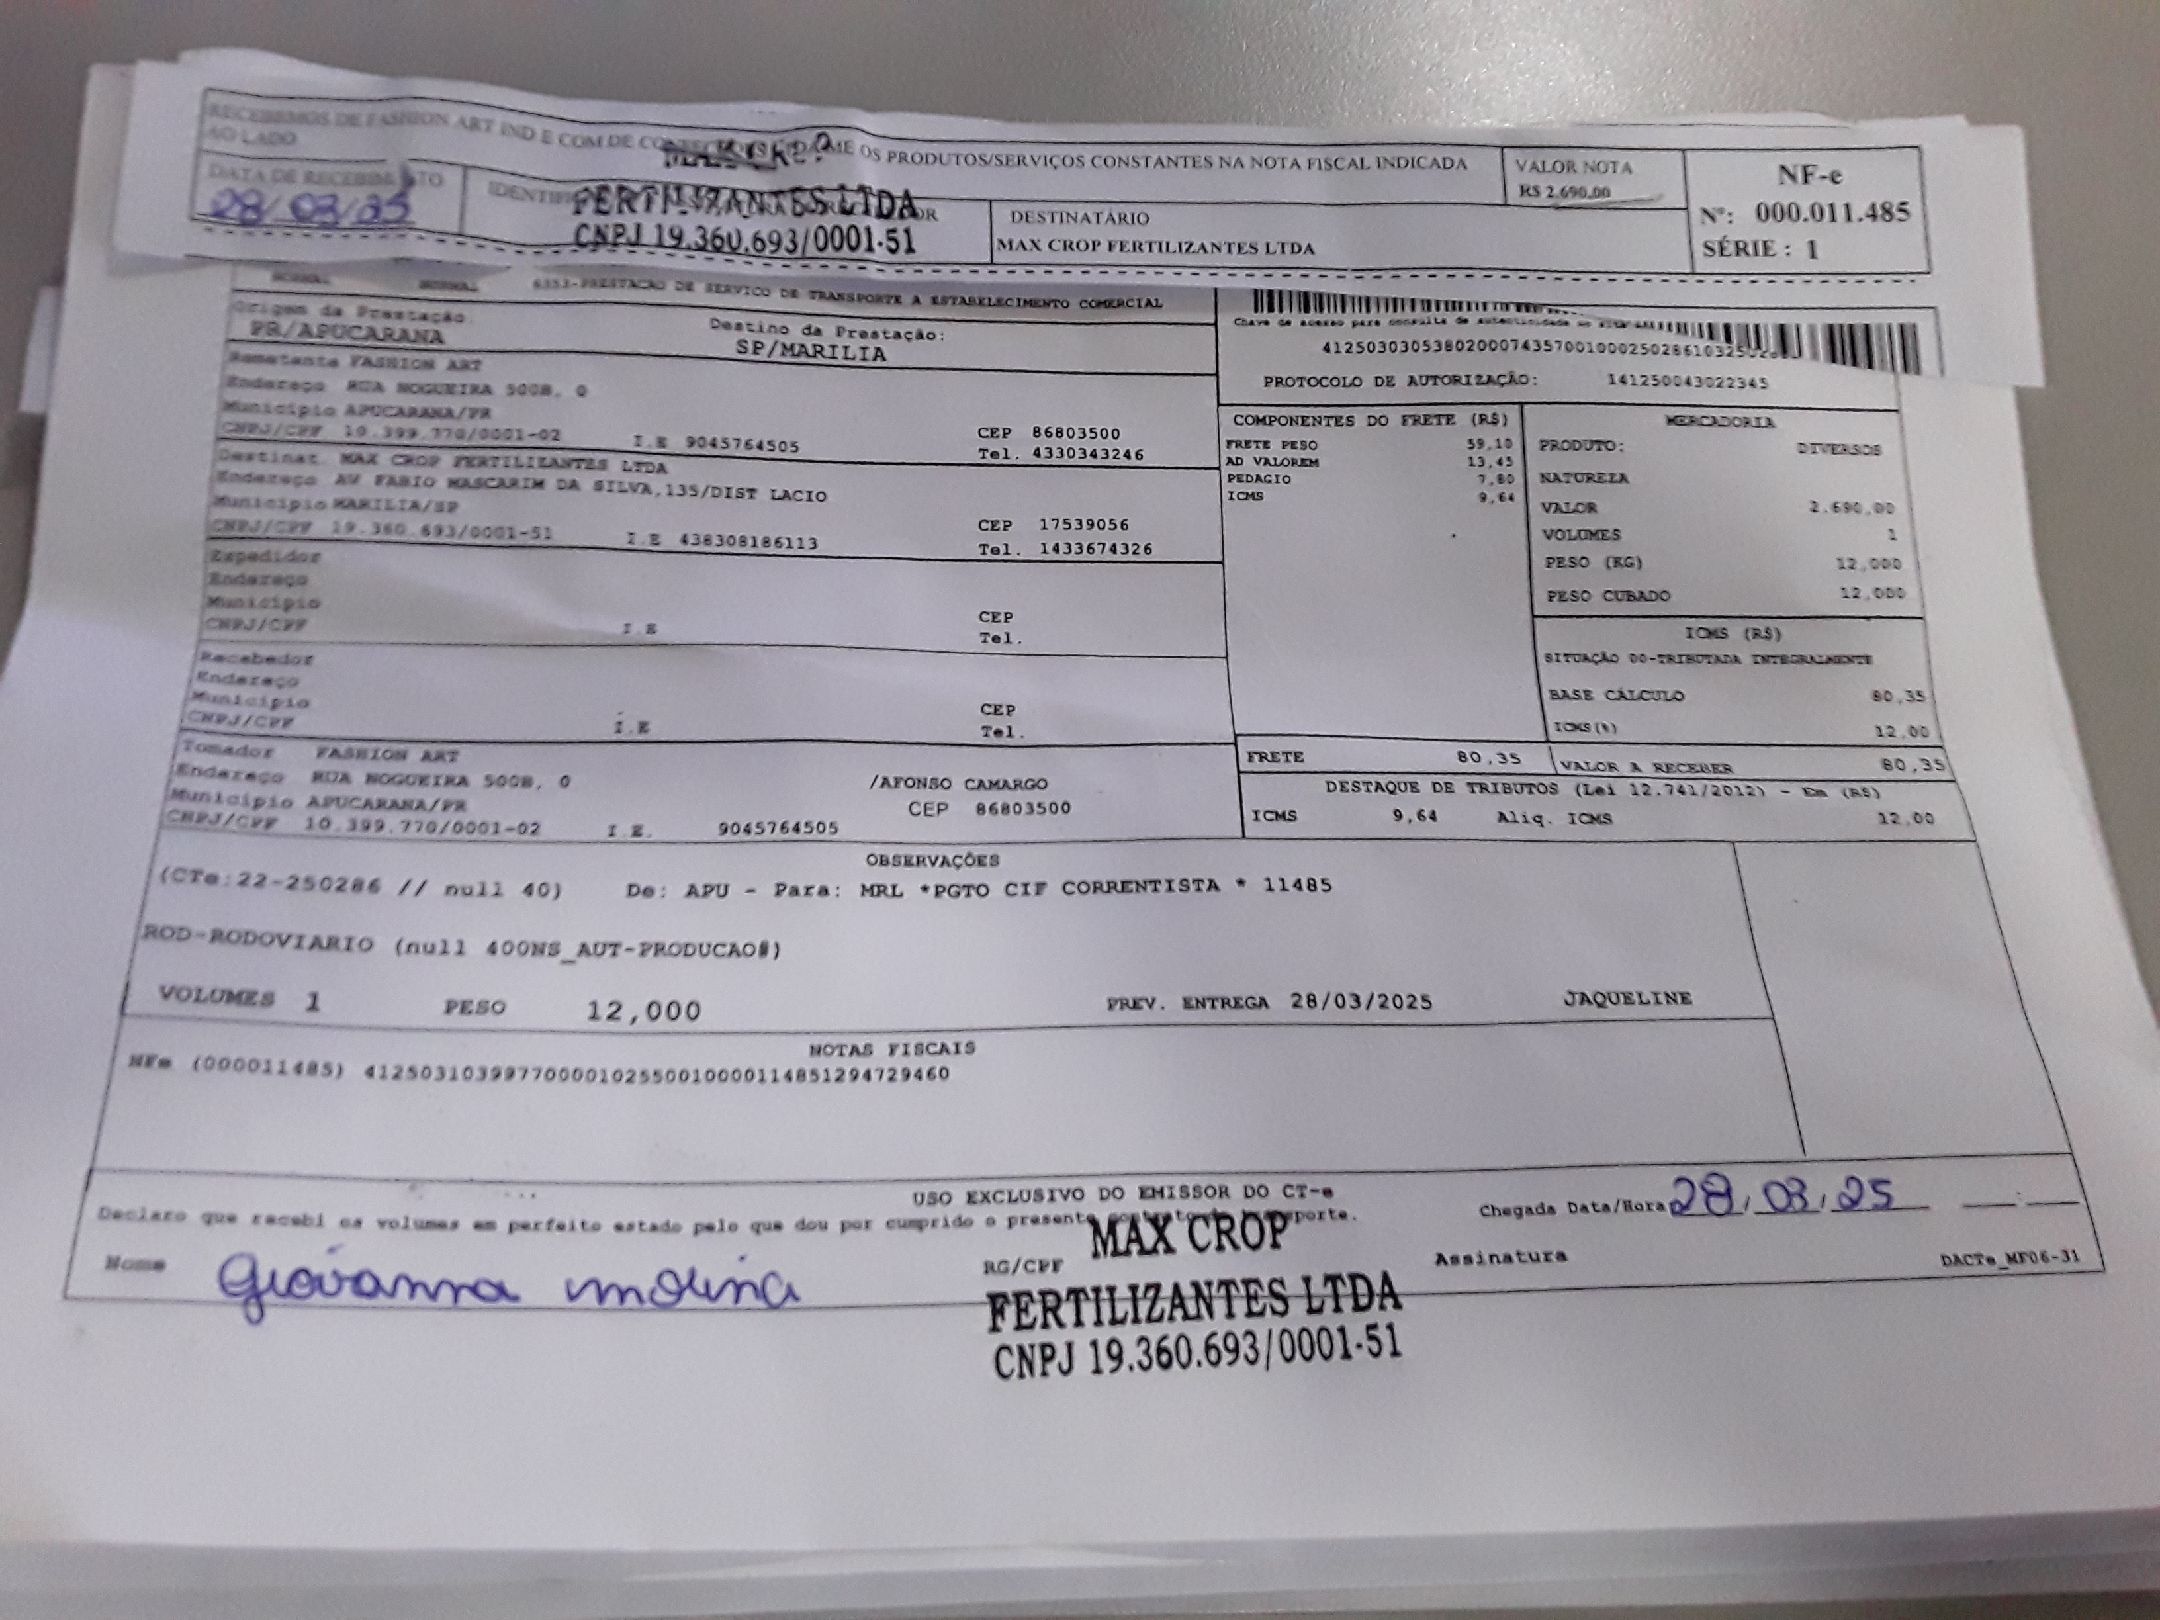 RECEBEMOS DE FASHION ART IND E COM DE OS PRODUTOS/SERVIÇOS CONSTANTES NA NOTA FISCAL INDICADA
AO LADO
VALOR NOTA
R$ 2.690,00
NF-e
Nº: 000.011.485
SÉRIE : 1
DATA DE RECEBIMENTO
28/03/25
FERTILIZANTES LTDA
CNPJ 19.360.693/0001-51
DESTINATÁRIO
MAX CROP FERTILIZANTES LTDA
NORMAL NORMAL 6353-PRESTACAO DE SERVICO DE TRANSPORTE A ESTABELECIMENTO COMERCIAL
Origem da Prestação:
PR/APUCARANA
Destino da Prestação:
SP/MARILIA
Chave de acesso para consulta de autenticidade no
PROTOCOLO DE AUTORIZAÇÃO: 141250043022345
Remetente FASHION ART
Endereço RUA NOGUEIRA 500B, 0
Município APUCARANA/PR
CNPJ/CPF 10.399.770/0001-02 I.E 9045764505
CEP 86803500
Tel. 4330343246
Destinat. MAX CROP FERTILIZANTES LTDA
Endereço AV FABIO MASCARIM DA SILVA,135/DIST LACIO
Município MARILIA/SP
CNPJ/CPF 19.360.693/0001-51 I.E 438308186113
CEP 17539056
Tel. 1433674326
Expedidor
Endereço
Município
CNPJ/CPF I.E
CEP
Tel.
Recebedor
Endereço
Município
CNPJ/CPF I.E
CEP
Tel.
Tomador FASHION ART
Endereço RUA NOGUEIRA 500B, 0 /AFONSO CAMARGO
Município APUCARANA/PR CEP 86803500
CNPJ/CPF 10.399.770/0001-02 I.E. 9045764505
COMPONENTES DO FRETE (R$)
FRETE PESO 59,10
AD VALOREM 13,45
PEDAGIO 7,80
ICMS 9,64
MERCADORIA
PRODUTO: DIVERSOS
NATUREZA
VALOR 2.690,00
VOLUMES 1
PESO (KG) 12,000
PESO CUBADO 12,000
ICMS (R$)
SITUAÇÃO 00-TRIBUTADA INTEGRALMENTE
BASE CÁLCULO 80,35
ICMS(%) 12,00
FRETE 80,35 VALOR A RECEBER 80,35
DESTAQUE DE TRIBUTOS (Lei 12.741/2012) - Em (R$)
ICMS 9,64 Aliq. ICMS 12,00
OBSERVAÇÕES
(CTe:22-250286 // null 40) De: APU - Para: MRL *PGTO CIF CORRENTISTA * 11485
ROD-RODOVIARIO (null 400NS_AUT-PRODUCAO#)
VOLUMES 1 PESO 12,000 PREV. ENTREGA 28/03/2025 JAQUELINE
NOTAS FISCAIS
NFe (000011485) 41250310399770000102550010000114851294729460
USO EXCLUSIVO DO EMISSOR DO CT-e
Declaro que recebi os volumes em perfeito estado pelo que dou por cumprido o presente contrato de transporte.
Chegada Data/Hora 28/03/25
Nome Giovanna Molina
RG/CPF
Assinatura
DACTe_MF06-31
MAX CROP
FERTILIZANTES LTDA
CNPJ 19.360.693/0001-51